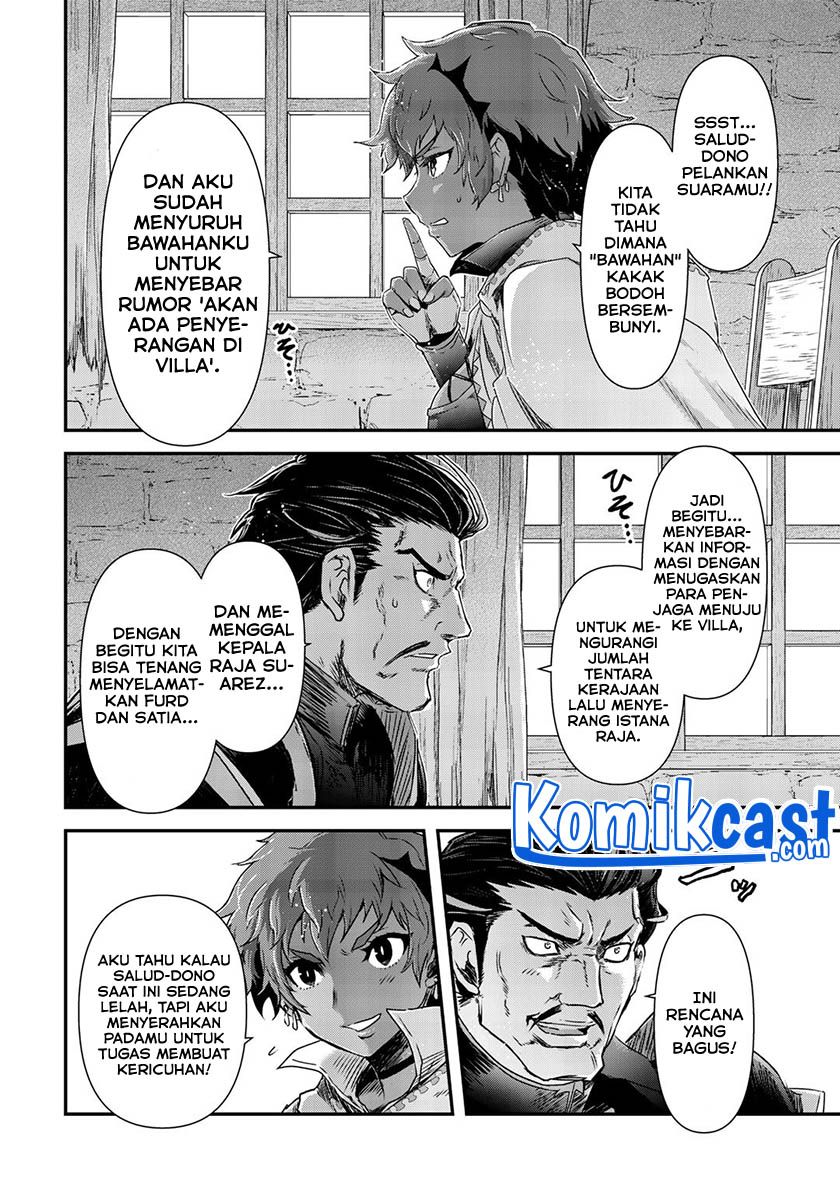 SSST...
SALUD-
DONO
PELANKAN
SUARAMU!!
KITA
TIDAK
TAHU
DIMANA
"BAWAHAN"
KAKAK
BODOH
BERSEM-
BUNYI.
DAN AKU
SUDAH
MENYURUH
BAWAHANKU
UNTUK
MENYEBAR
RUMOR 'AKAN
ADA PENYE-
RANGAN DI
VILLA'.
ひそ…
JADI
BEGITU...
MENYEBAR-
KAN INFOR-
MASI DENGAN
MENUGASKAN
PARA PEN-
JAGA MENUJU
KE VILLA,
UNTUK ME-
NGURANGI
JUMLAH
TENTARA
KERAJAAN
LALU MENYE-
RANG ISTANA
RAJA.
ひそ…
DAN ME-
MENGGAL
KEPALA
RAJA SU-
AREZ...
DENGAN
BEGITU KITA
BISA TENANG
MENYELAMAT-
KAN FURD
DAN SATIA...
Komikcast
.com
INI
RENCANA
YANG
BAGUS!
AKU TAHU KALAU
SALUD-DONO
SAAT INI SEDANG
LELAH, TAPI AKU
MENYERAHKAN
PADAMU UNTUK
TUGAS MEMBUAT
KERICUHAN!